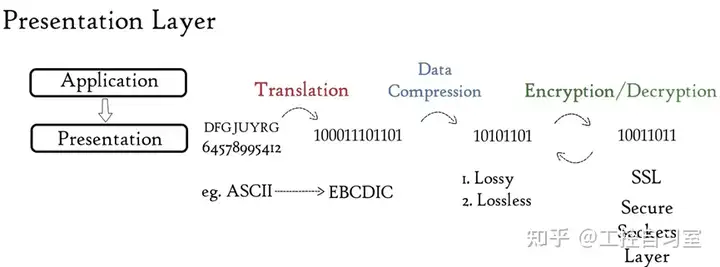 Presentation Layer
Application
Presentation
Translation
Data
Compression
Encryption/Decryption
DFGJUYRG
64578995412
100011101101
10101101
10011011
eg. ASCII
EBCDIC
1. Lossy
2. Lossless
SSL
Secure
Sockets
Layer
知乎 @工控自习室